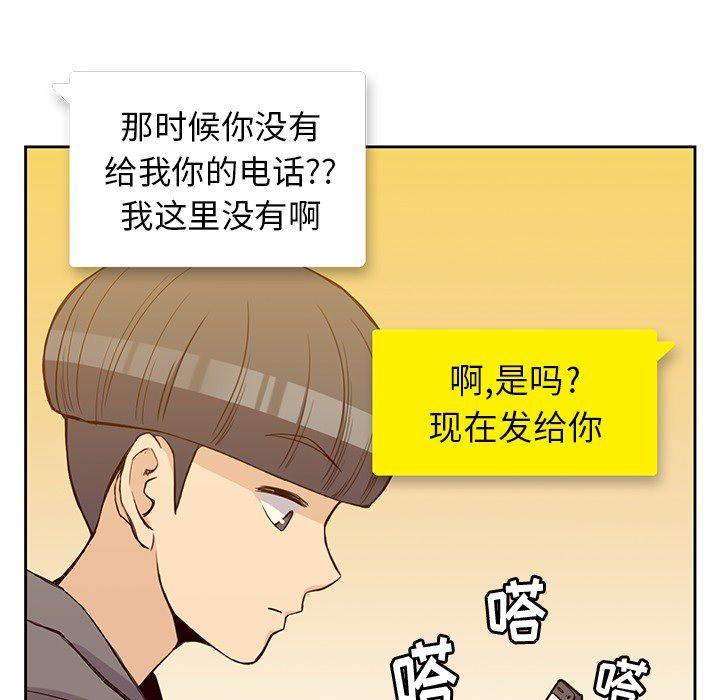 那时候你没有
给我你的电话??
我这里没有啊
啊,是吗?
现在发给你
嗒
嗒
嗒